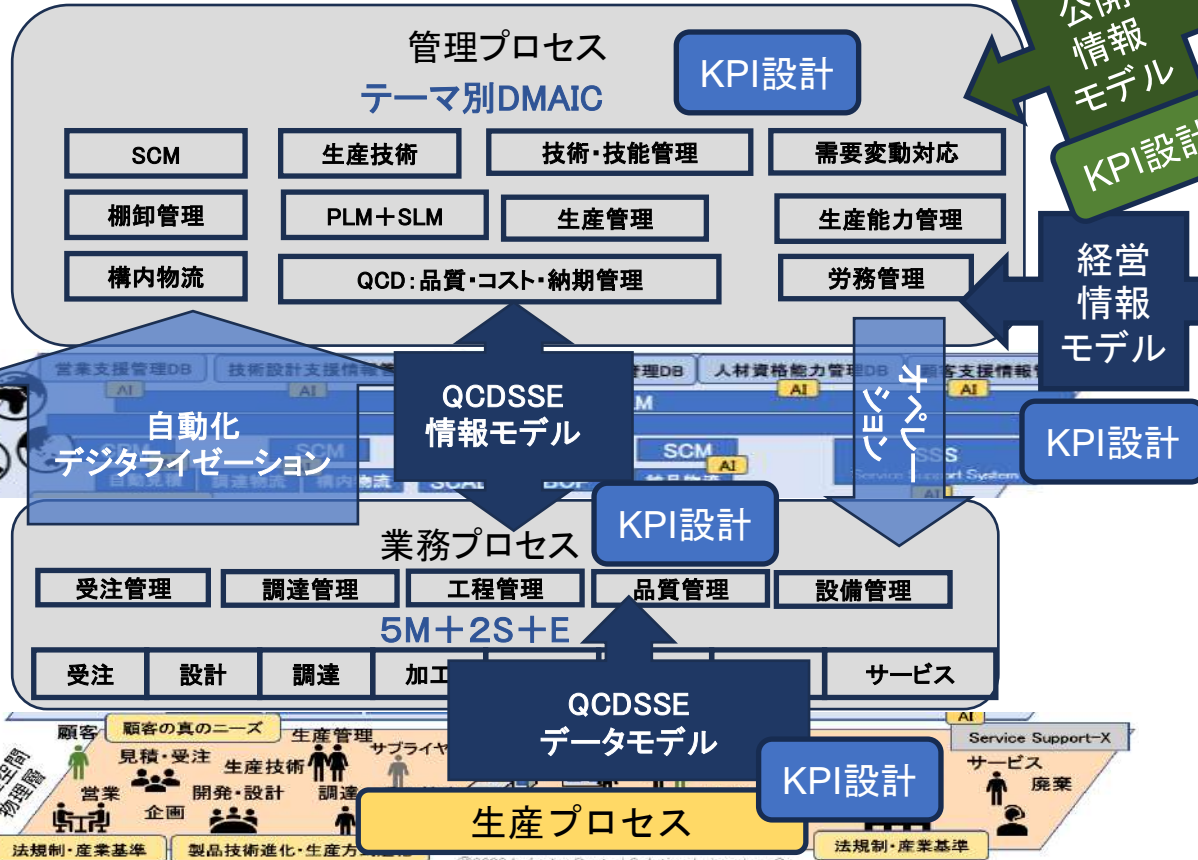 公開
情報
モデル
KPI設計
管理プロセス
テーマ別DMAIC
KPI設計
SCM
生産技術
技術・技能管理
需要変動対応
棚卸管理
PLM＋SLM
生産管理
生産能力管理
構内物流
QCD：品質・コスト・納期管理
労務管理
経営
情報
モデル
KPI設計
営業支援管理DB
技術設計支援情報
管理DB
人材資格能力管理DB
顧客支援情報
AI
AI
AI
AI
自動化
デジタライゼーション
QCDSSE
情報モデル
オペレーション
SCM
SCM
AI
SSS
Service Support System
AI
自動見積
調達物流
構内物流
KPI設計
業務プロセス
受注管理
調達管理
工程管理
品質管理
設備管理
5M＋2S＋E
受注
設計
調達
加工
サービス
QCDSSE
データモデル
KPI設計
AI
Service Support-X
顧客
顧客の真のニーズ
生産管理
サプライヤ
見積・受注
生産技術
営業
企画
開発・設計
調達
サービス
廃棄
空間
物理層
生産プロセス
法規制・産業基準
製品技術進化・生産方
法規制・産業基準